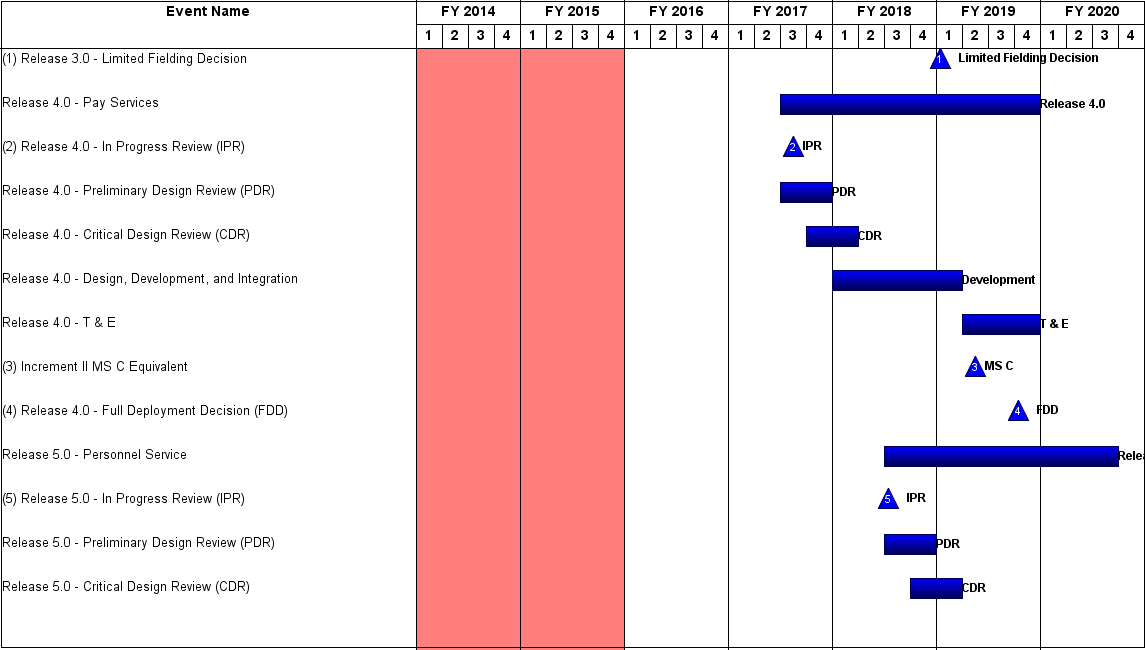 Event Name FY 2014 FY 2015 FY 2016 FY 2017 FY 2018 FY 2019 FY 2020
1 2 3 4 1 2 3 4 1 2 3 4 1 2 3 4 1 2 3 4 1 2 3 4 1 2 3 4
(1) Release 3.0 - Limited Fielding Decision 1 Limited Fielding Decision
Release 4.0 - Pay Services Release 4.0
(2) Release 4.0 - In Progress Review (IPR) 2 IPR
Release 4.0 - Preliminary Design Review (PDR) PDR
Release 4.0 - Critical Design Review (CDR) CDR
Release 4.0 - Design, Development, and Integration Development
Release 4.0 - T & E T & E
(3) Increment II MS C Equivalent 3 MS C
(4) Release 4.0 - Full Deployment Decision (FDD) 4 FDD
Release 5.0 - Personnel Service
(5) Release 5.0 - In Progress Review (IPR) 5 IPR
Release 5.0 - Preliminary Design Review (PDR) PDR
Release 5.0 - Critical Design Review (CDR) CDR